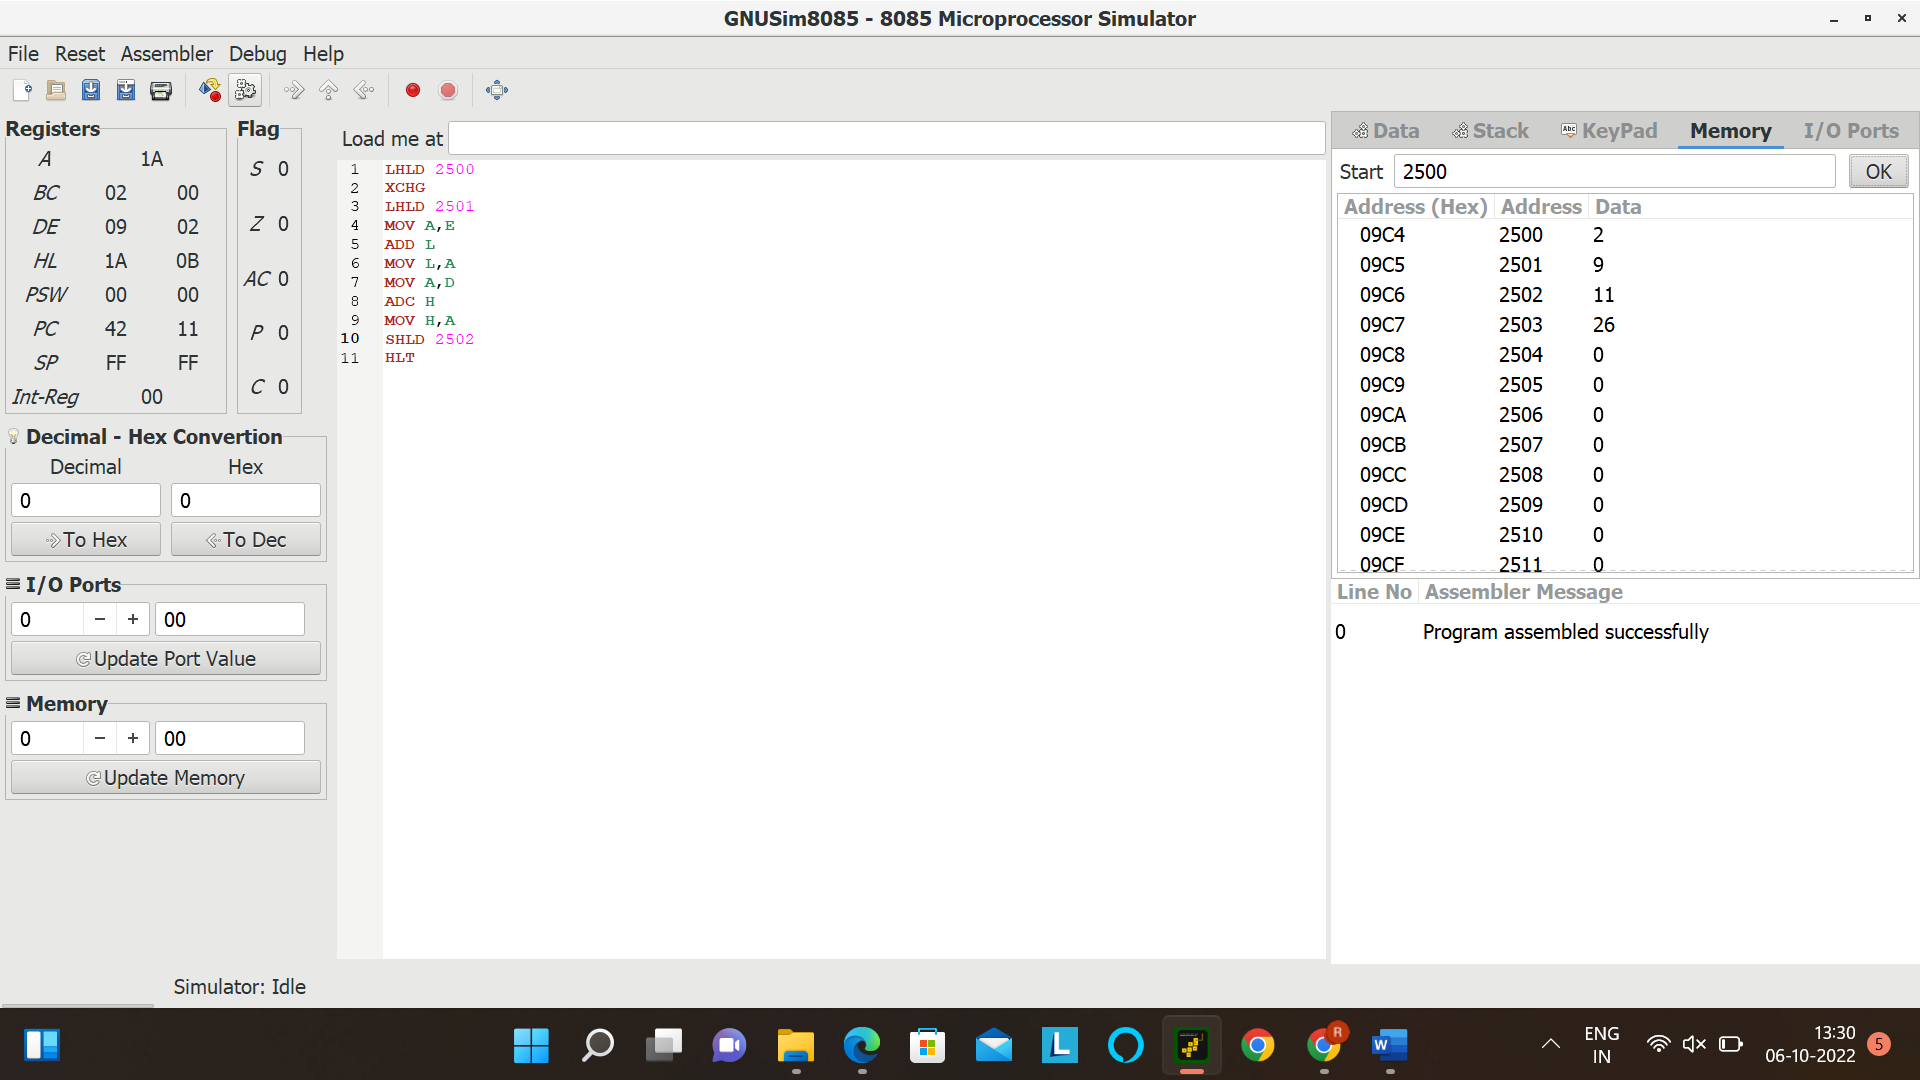 GNUSim8085 - 8085 Microprocessor Simulator
File Reset Assembler Debug Help
Registers
A 1A
BC 02 00
DE 09 02
HL 1A 0B
PSW 00 00
PC 42 11
SP FF FF
Int-Reg 00
Flag
S 0
Z 0
AC 0
P 0
C 0
Decimal - Hex Convertion
Decimal Hex
0 0
To Hex To Dec
I/O Ports
0 − + 00
Update Port Value
Memory
0 − + 00
Update Memory
Simulator: Idle
Load me at
1 LHLD 2500
2 XCHG
3 LHLD 2501
4 MOV A,E
5 ADD L
6 MOV L,A
7 MOV A,D
8 ADC H
9 MOV H,A
10 SHLD 2502
11 HLT
Data Stack Abc KeyPad Memory I/O Ports
Start 2500 OK
Address (Hex) Address Data
09C4 2500 2
09C5 2501 9
09C6 2502 11
09C7 2503 26
09C8 2504 0
09C9 2505 0
09CA 2506 0
09CB 2507 0
09CC 2508 0
09CD 2509 0
09CE 2510 0
09CF 2511 0
Line No Assembler Message
0 Program assembled successfully
L R W
ENG
IN
13:30
06-10-2022
5